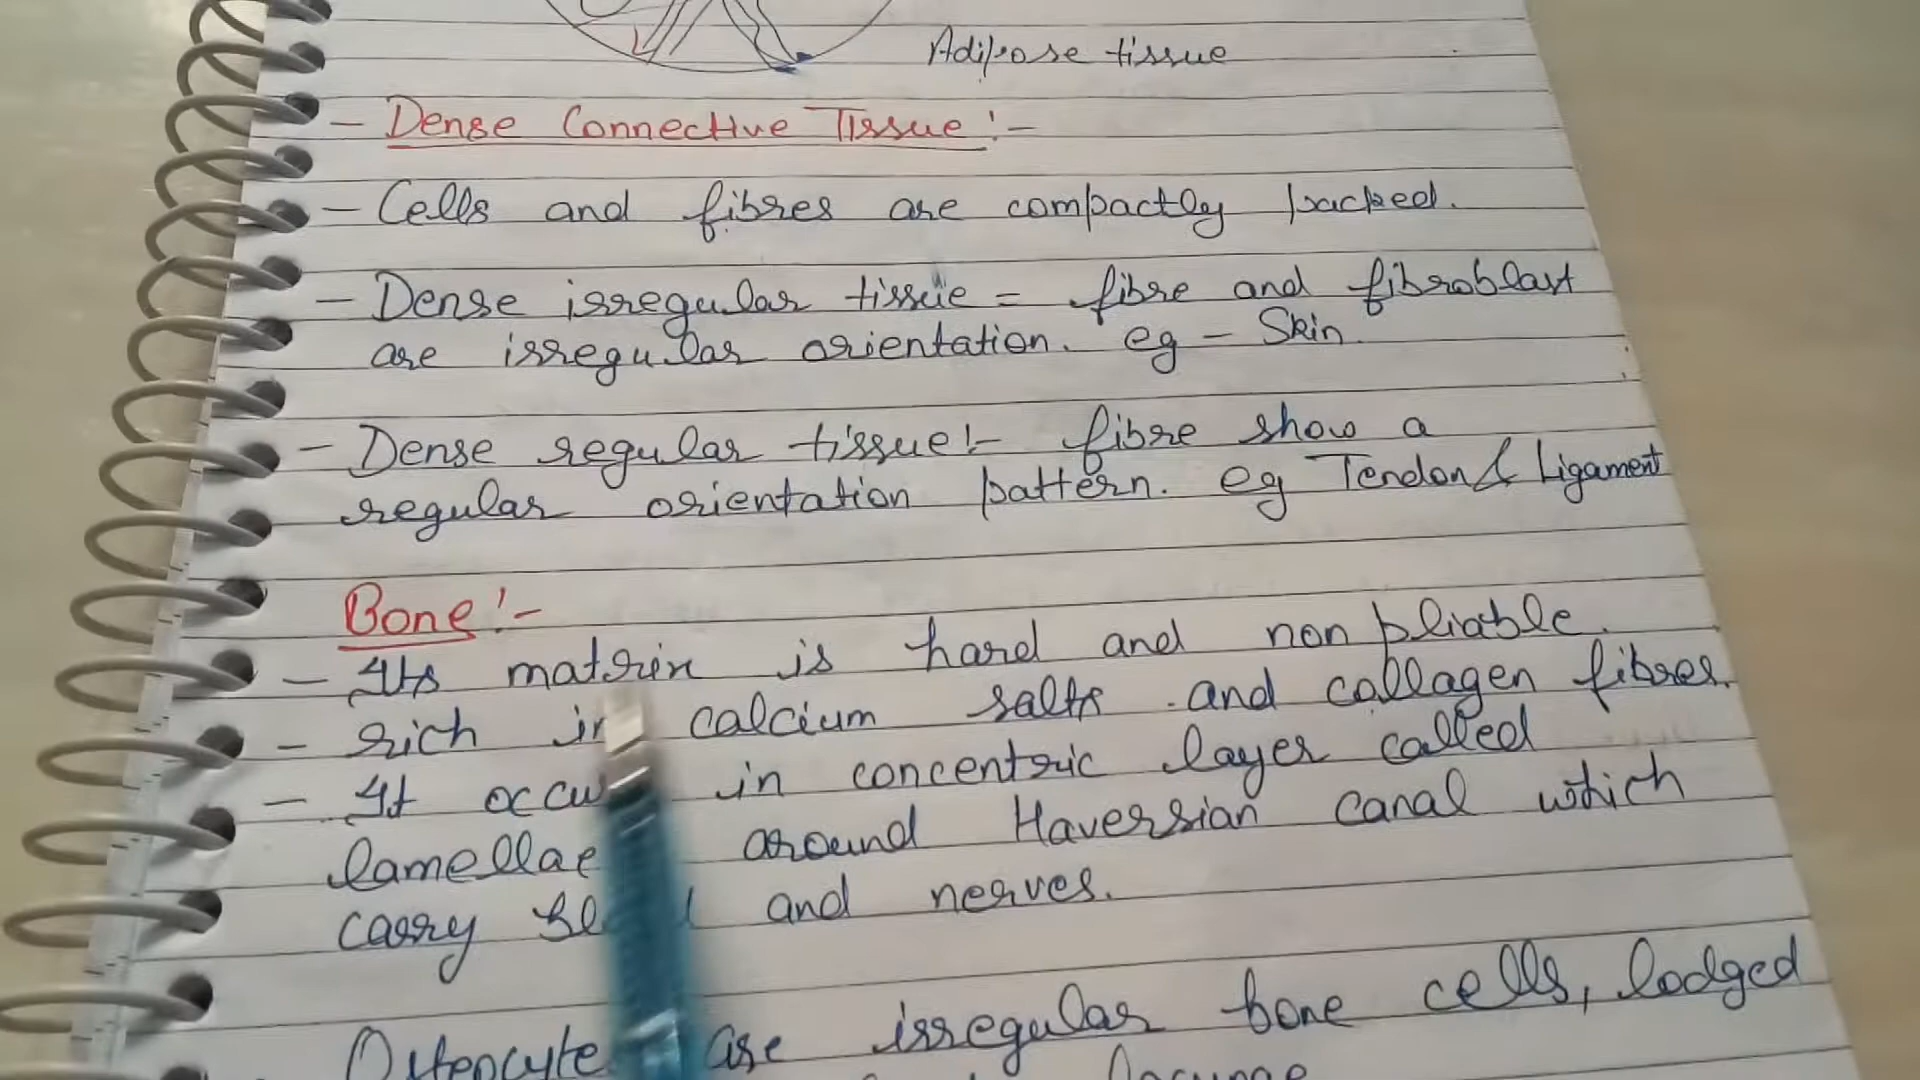 Adipose tissue
- Dense Connective Tissue :-
- Cells and fibres are compactly packed.
- Dense irregular tissue = fibre and fibroblast
are irregular orientation. eg - Skin.
- Dense regular tissue :- fibre show a
regular orientation pattern. eg Tendon & Ligament
Bone :-
- Its matrix is hard and non pliable.
- rich in calcium salts and collagen fibres.
- It in concentric layer called
lamellae around Haversian canal which
carry and nerves.
are irregular bone cells, lodged